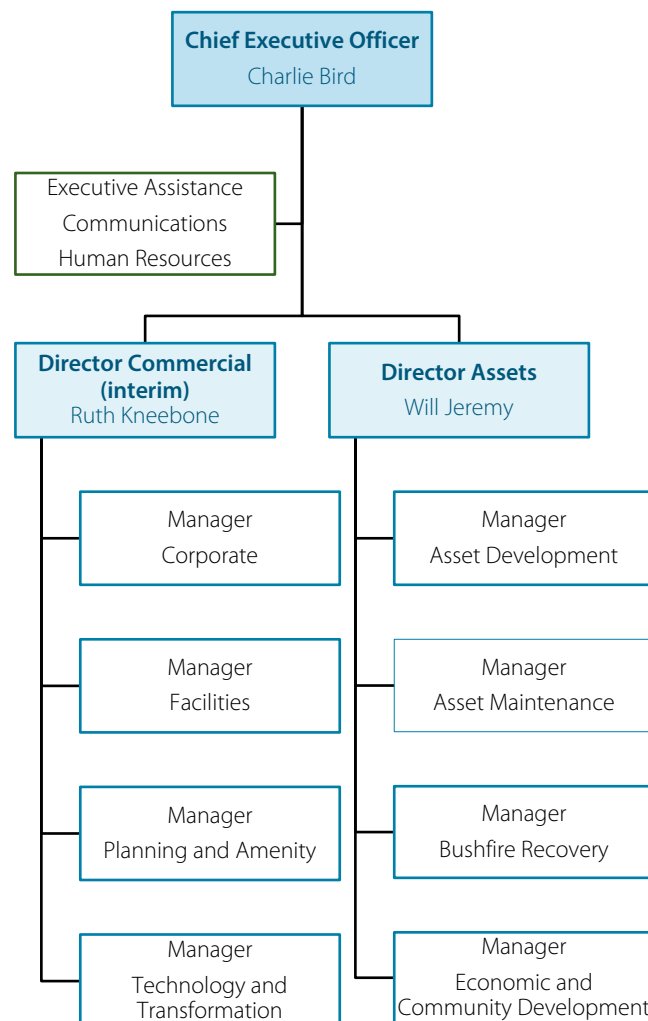 Chief Executive Officer
Charlie Bird
Executive Assistance
Communications
Human Resources
Director Commercial
(interim)
Ruth Kneebone
Director Assets
Will Jeremy
Manager
Corporate
Manager
Asset Development
Manager
Facilities
Manager
Asset Maintenance
Manager
Planning and Amenity
Manager
Bushfire Recovery
Manager
Technology and
Transformation
Manager
Economic and
Community Development